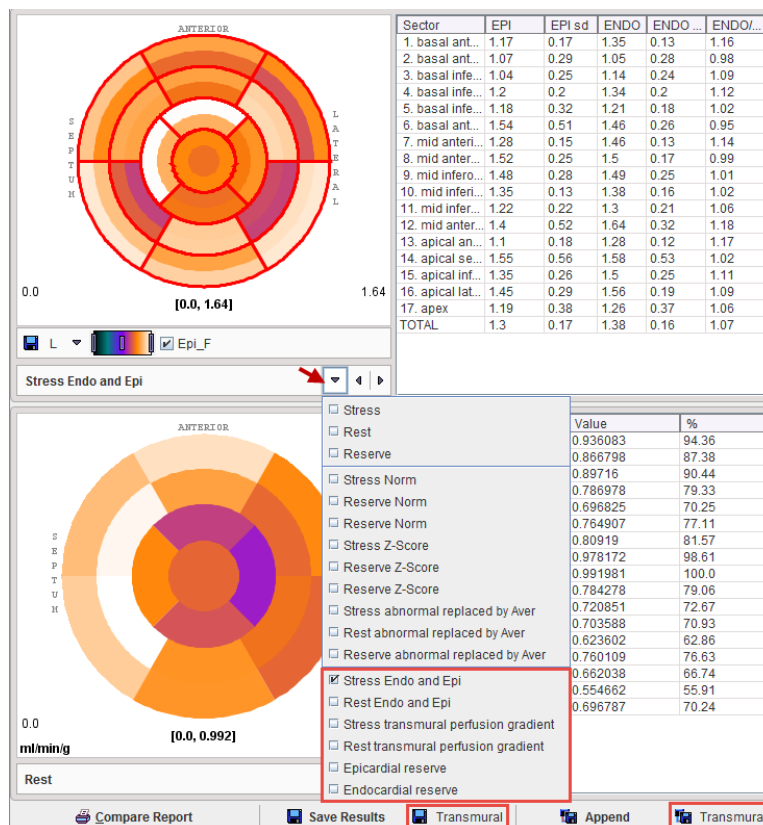 ANTERIOR
SEPTUM
LATERAL
0.0
1.64
[0.0, 1.64]
L
Epi_F
Stress Endo and Epi
Sector EPI EPI sd ENDO ENDO ... ENDO/...
1. basal ant... 1.17 0.17 1.35 0.13 1.16
2. basal ant... 1.07 0.29 1.05 0.28 0.98
3. basal infe... 1.04 0.25 1.14 0.24 1.09
4. basal infe... 1.2 0.2 1.34 0.2 1.12
5. basal infe... 1.18 0.32 1.21 0.18 1.02
6. basal ant... 1.54 0.51 1.46 0.26 0.95
7. mid anteri... 1.28 0.15 1.46 0.13 1.14
8. mid anter... 1.52 0.25 1.5 0.17 0.99
9. mid infero... 1.48 0.28 1.49 0.25 1.01
10. mid inferi... 1.35 0.13 1.38 0.16 1.02
11. mid infer... 1.22 0.22 1.3 0.21 1.06
12. mid anter... 1.4 0.52 1.64 0.32 1.18
13. apical an... 1.1 0.18 1.28 0.12 1.17
14. apical se... 1.55 0.56 1.58 0.53 1.02
15. apical inf... 1.35 0.26 1.5 0.25 1.11
16. apical lat... 1.45 0.29 1.56 0.19 1.09
17. apex 1.19 0.38 1.26 0.37 1.06
TOTAL 1.3 0.17 1.38 0.16 1.07
ANTERIOR
SEPTUM
0.0
ml/min/g
[0.0, 0.992]
Rest
Stress
Rest
Reserve
Stress Norm
Reserve Norm
Reserve Norm
Stress Z-Score
Reserve Z-Score
Reserve Z-Score
Stress abnormal replaced by Aver
Rest abnormal replaced by Aver
Reserve abnormal replaced by Aver
Stress Endo and Epi
Rest Endo and Epi
Stress transmural perfusion gradient
Rest transmural perfusion gradient
Epicardial reserve
Endocardial reserve
Value %
0.936083 94.36
0.866798 87.38
0.89716 90.44
0.786978 79.33
0.696825 70.25
0.764907 77.11
0.80919 81.57
0.978172 98.61
0.991981 100.0
0.784278 79.06
0.720851 72.67
0.703588 70.93
0.623602 62.86
0.760109 76.63
0.662038 66.74
0.554662 55.91
0.696787 70.24
Compare Report
Save Results
Transmural
Append
Transmural